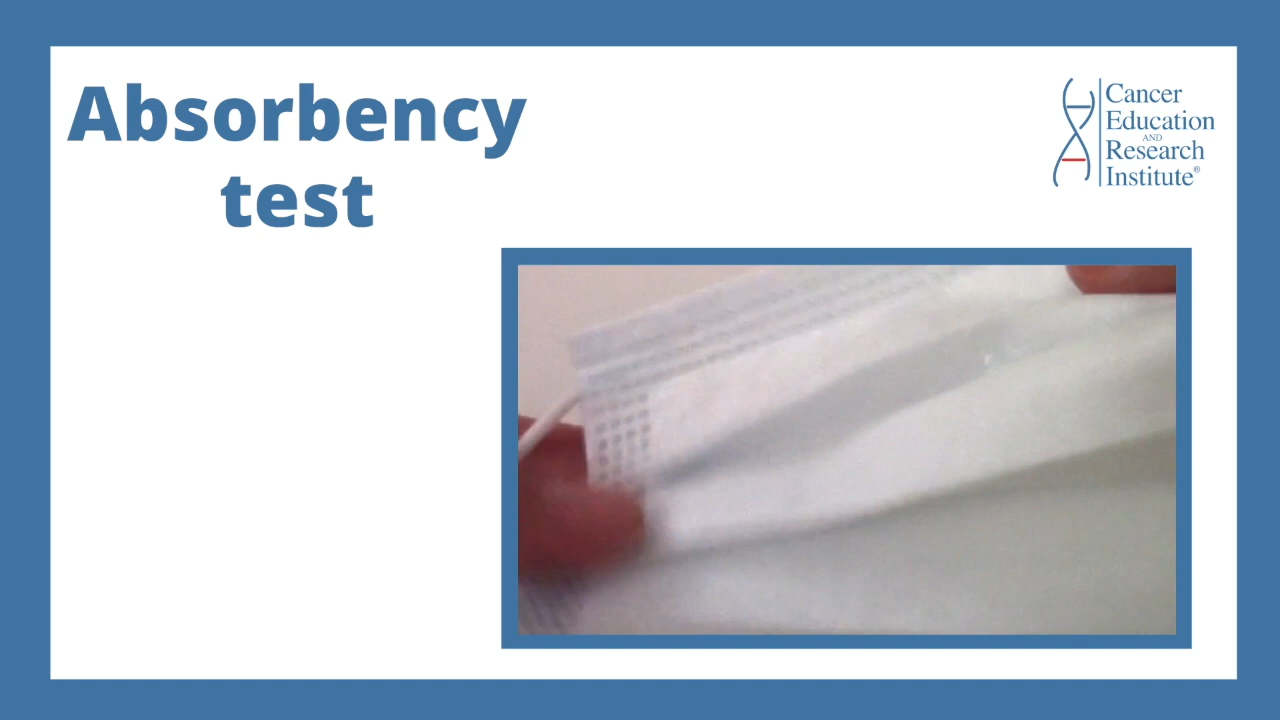 Absorbency
test
Cancer
Education
AND
Research
Institute®